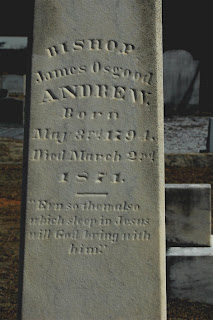 BISHOP
James Osgood
ANDREW.
Born
May 3rd 1794.
Died March 2nd
1871.
"Even so them also
which sleep in Jesus
will God bring with
him."